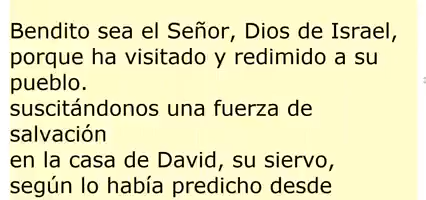 Bendito sea el Señor, Dios de Israel,
porque ha visitado y redimido a su
pueblo.
suscitándonos una fuerza de
salvación
en la casa de David, su siervo,
según lo había predicho desde